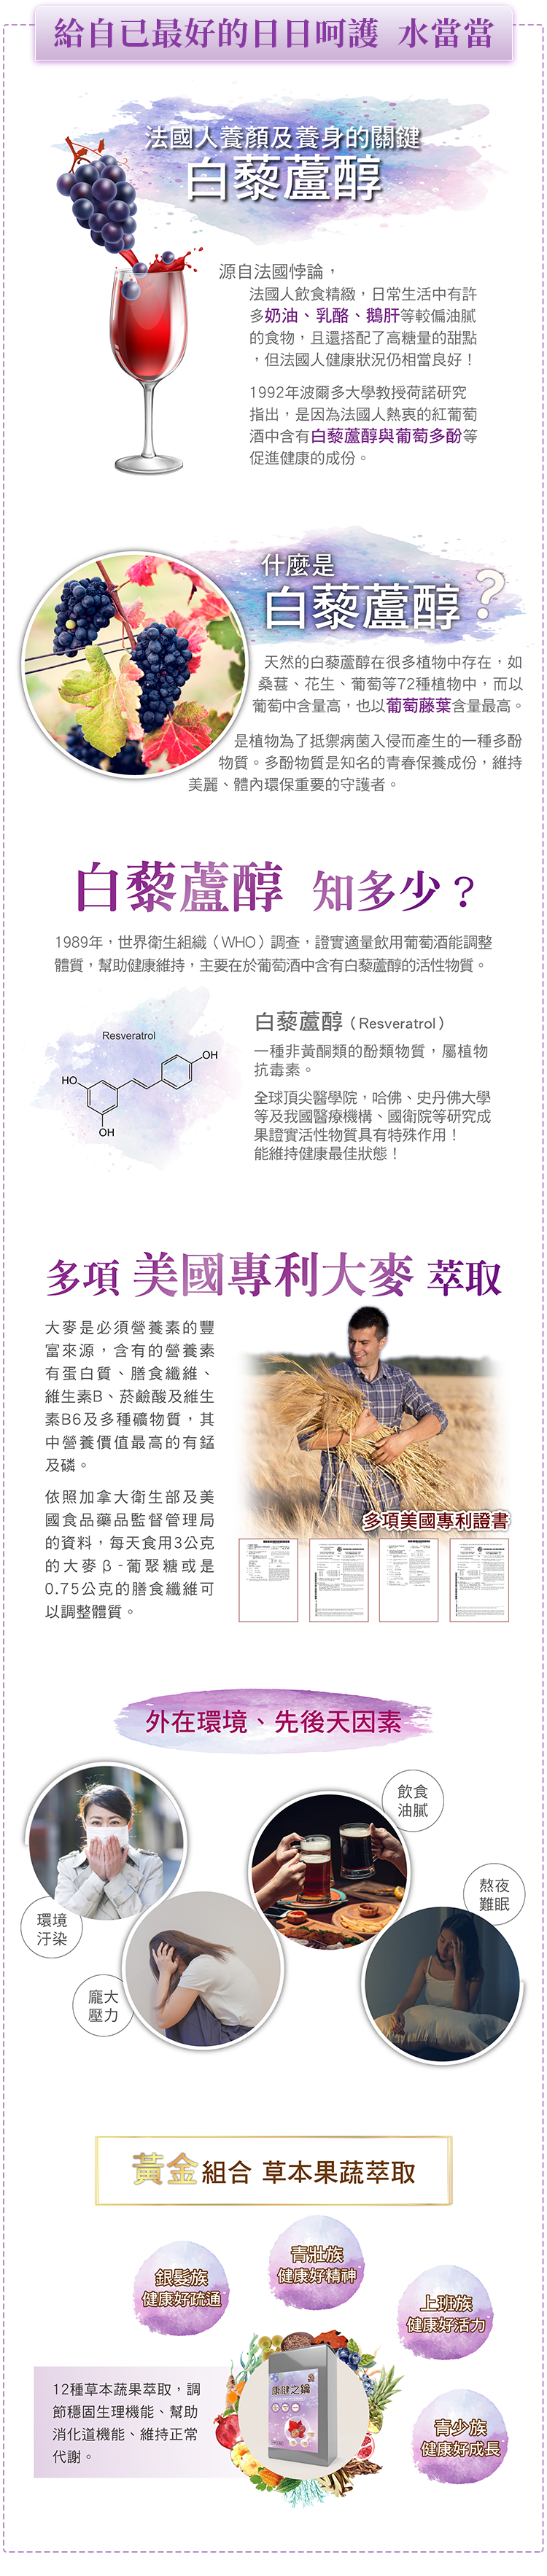 給自己最好的日日呵護 水當當
法國人養顏及養身的關鍵
白藜蘆醇
源自法國悖論，
法國人飲食精緻，日常生活中有許
多奶油、乳酪、鵝肝等較偏油膩
的食物，且還搭配了高糖量的甜點
，但法國人健康狀況仍相當良好！
1992年波爾多大學教授荷諾研究
指出，是因為法國人熱衷的紅葡萄
酒中含有白藜蘆醇與葡萄多酚等
促進健康的成份。
什麼是
白藜蘆醇？
天然的白藜蘆醇在很多植物中存在，如
桑葚、花生、葡萄等72種植物中，而以
葡萄中含量高，也以葡萄藤葉含量最高。
是植物為了抵禦病菌入侵而產生的一種多酚
物質。多酚物質是知名的青春保養成份，維持
美麗、體內環保重要的守護者。
白藜蘆醇 知多少？
1989年，世界衛生組織（WHO）調查，證實適量飲用葡萄酒能調整
體質，幫助健康維持，主要在於葡萄酒中含有白藜蘆醇的活性物質。
Resveratrol
OH
HO
OH
白藜蘆醇（Resveratrol）
一種非黃酮類的酚類物質，屬植物
抗毒素。
全球頂尖醫學院，哈佛、史丹佛大學
等及我國醫療機構、國衛院等研究成
果證實活性物質具有特殊作用！
能維持健康最佳狀態！
多項 美國專利大麥 萃取
大麥是必須營養素的豐
富來源，含有的營養素
有蛋白質、膳食纖維、
維生素B、菸鹼酸及維生
素B6及多種礦物質，其
中營養價值最高的有錳
及磷。
依照加拿大衛生部及美
國食品藥品監督管理局
的資料，每天食用3公克
的大麥β-葡聚糖或是
0.75公克的膳食纖維可
以調整體質。
多項美國專利證書
外在環境、先後天因素
飲食
油膩
熬夜
難眠
環境
汙染
龐大
壓力
黃金組合 草本果蔬萃取
青壯族
健康好精神
銀髮族
健康好疏通
上班族
健康好活力
康健之鑰
12種草本蔬果萃取，調
節穩固生理機能、幫助
消化道機能、維持正常
代謝。
青少族
健康好成長